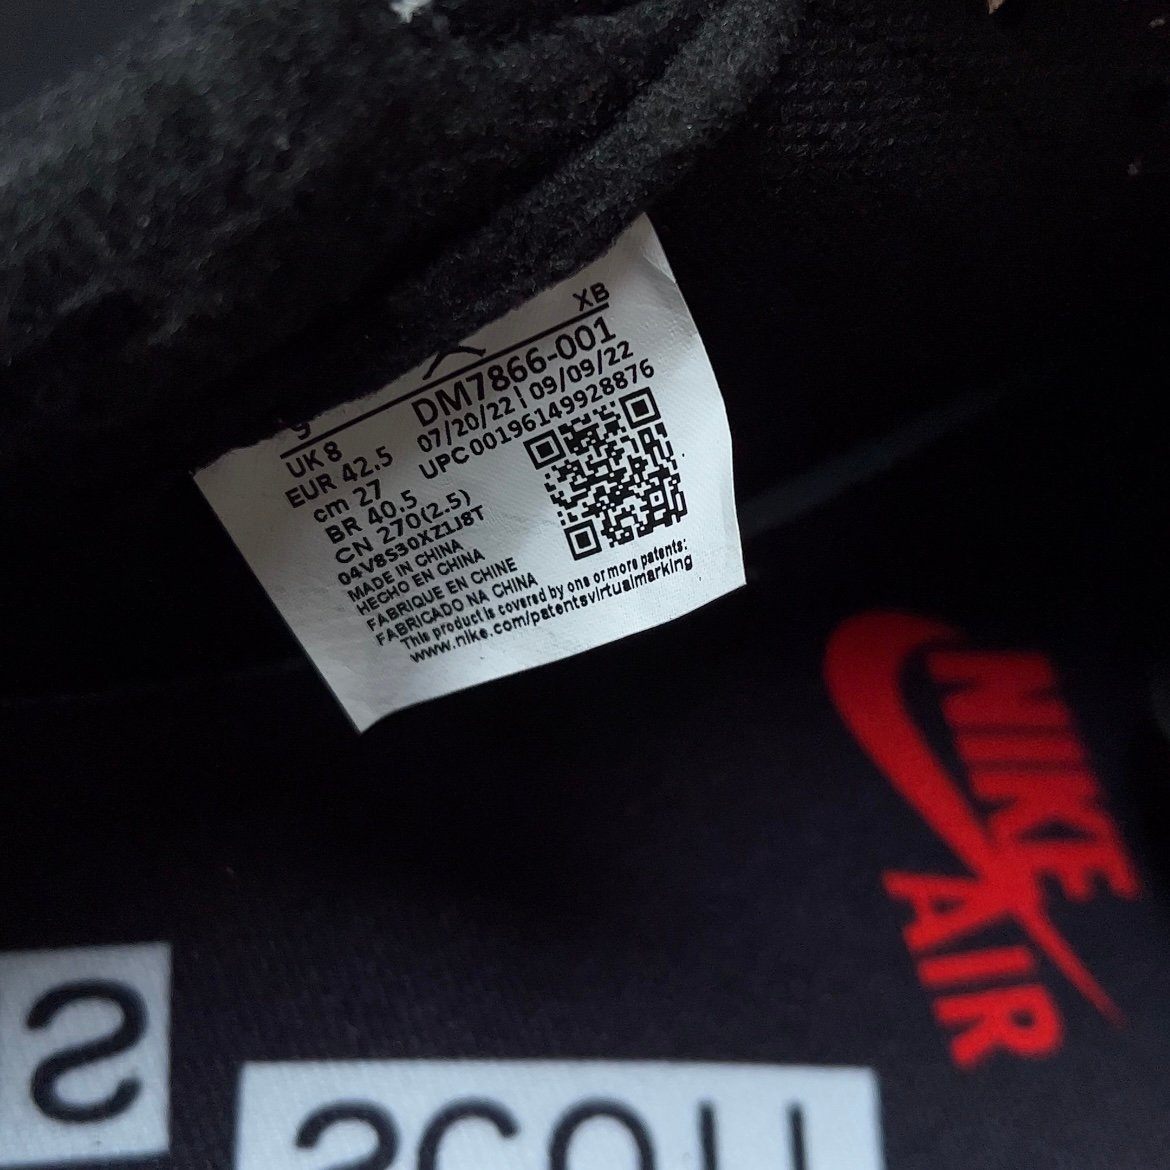 XB
9
UK 8
EUR 42.5
cm 27
BR 40.5
CN 270(2.5)
04V8S30XZ1J8T
MADE IN CHINA
HECHO EN CHINA
FABRIQUE EN CHINE
FABRICADO NA CHINA
DM7866-001
07/20/22 | 09/09/22
UPC00196149928876
This product is covered by one or more patents:
www.nike.com/patentsvirtualmarking
NIKE
AIR
S